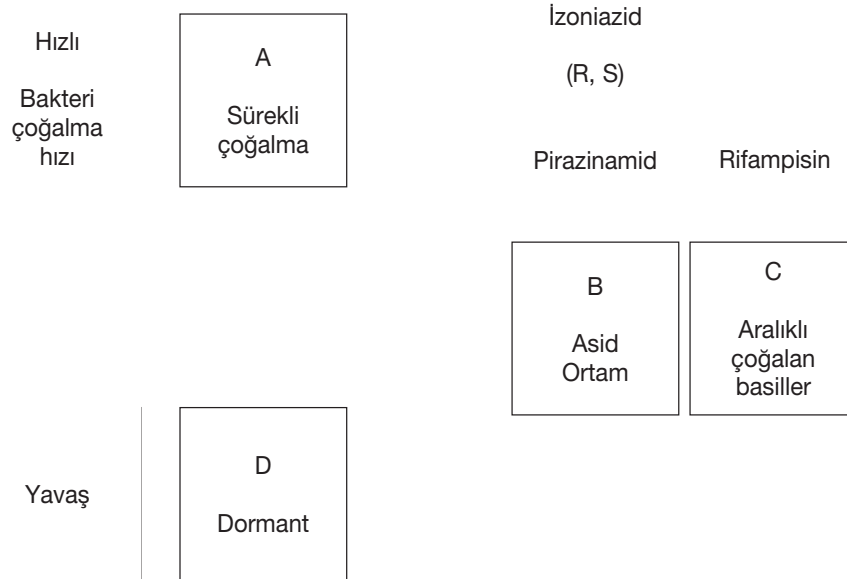 Hızlı
Bakteri
çoğalma
hızı
A
Sürekli
çoğalma
İzoniazid
(R, S)
Pirazinamid
Rifampisin
B
Asid
Ortam
C
Aralıklı
çoğalan
basiller
Yavaş
D
Dormant